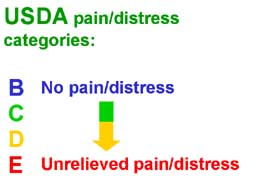 USDA pain/distress
categories:
B No pain/distress
C
D
E Unrelieved pain/distress